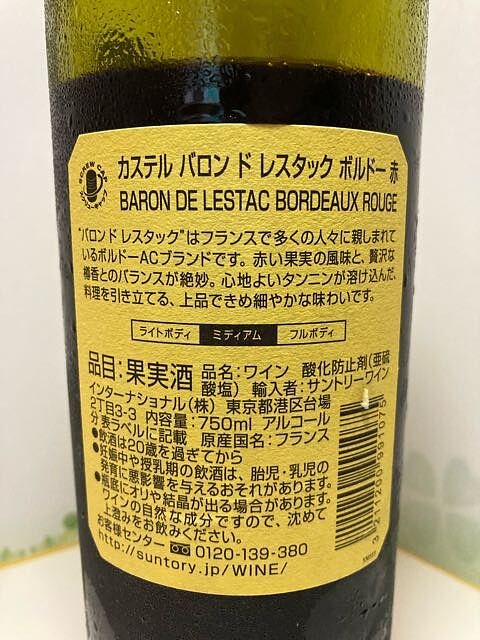 SCREW CAP
カステル バロン ド レスタック ボルドー 赤
BARON DE LESTAC BORDEAUX ROUGE
"バロン ド レスタック"はフランスで多くの人々に親しまれて
いるボルドーACブランドです。赤い果実の風味と、贅沢な
樽香とのバランスが絶妙。心地よいタンニンが溶け込んだ、
料理を引き立てる、上品できめ細やかな味わいです。
ライトボディ ミディアム フルボディ
品目:果実酒 品名:ワイン 酸化防止剤(亜硫
酸塩) 輸入者:サントリーワイン
インターナショナル(株) 東京都港区台場
2丁目3-3 内容量:750ml アルコール
分 表ラベルに記載 原産国名:フランス
●飲酒は20歳を過ぎてから
●妊娠中や授乳期の飲酒は、胎児・乳児の
発育に悪影響を与えるおそれがあります。
●瓶底にオリや結晶が出る場合があります。
ワインの自然な成分ですので、沈めて
上澄みをお飲みください。
お客様センター 0120-139-380
http://suntory.jp/WINE/